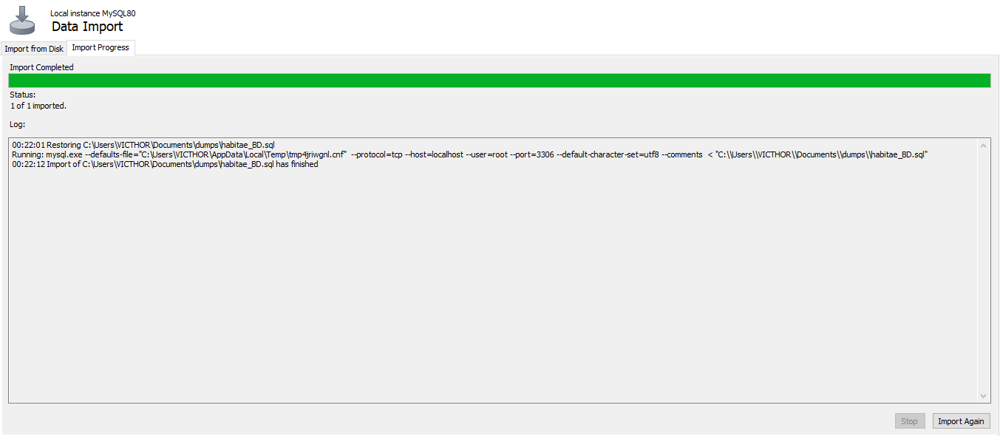 Local instance MySQL80
Data Import
Import from Disk
Import Progress
Import Completed
Status:
1 of 1 imported.
Log:
00:22:01 Restoring C:\Users\VICTHOR\Documents\dumps\habitae_BD.sql
Running: mysql.exe --defaults-file="C:\Users\VICTHOR\AppData\Local\Temp\tmp4jriwgnl.cnf"  --protocol=tcp --host=localhost --user=root --port=3306 --default-character-set=utf8 --comments  < "C:\\Users\\VICTHOR\\Documents\\dumps\\habitae_BD.sql"
00:22:12 Import of C:\Users\VICTHOR\Documents\dumps\habitae_BD.sql has finished
Stop
Import Again